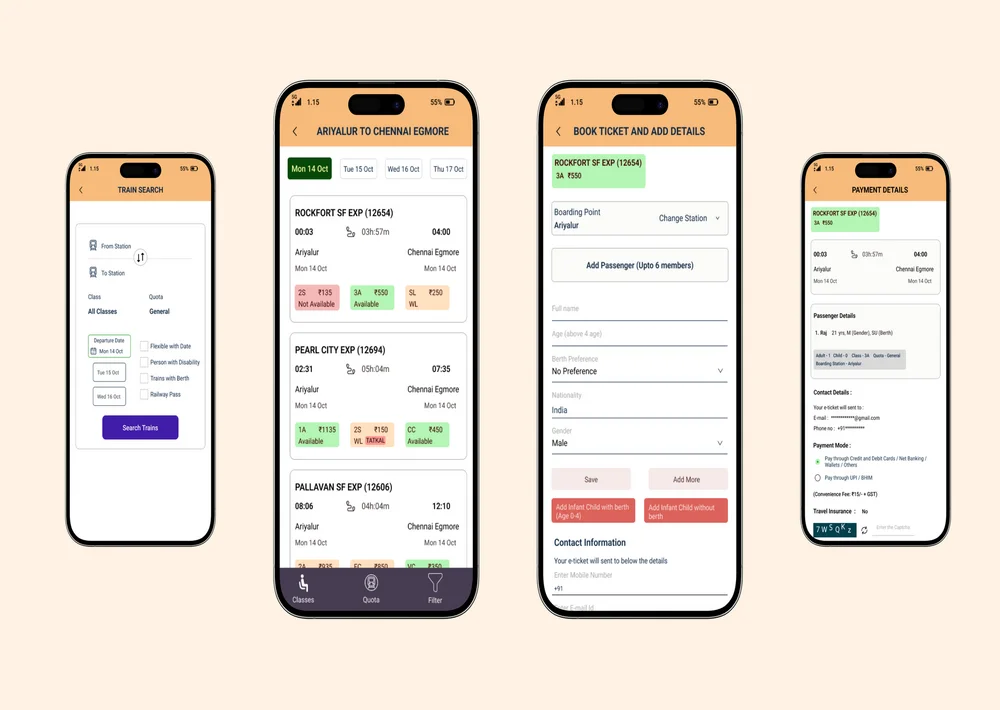 5G 1.15 55%
TRAIN SEARCH
From Station
To Station
Class Quota
All Classes General
Departure Date
Mon 14 Oct
Tue 15 Oct
Wed 16 Oct
Flexible with Date
Person with Disability
Trains with Berth
Railway Pass
Search Trains
5G 1.15 55%
ARIYALUR TO CHENNAI EGMORE
Mon 14 Oct Tue 15 Oct Wed 16 Oct Thu 17 Oct
ROCKFORT SF EXP (12654)
00:03 03h:57m 04:00
Ariyalur Chennai Egmore
Mon 14 Oct Mon 14 Oct
2S ₹135 3A ₹550 SL ₹250
Not Available Available WL
PEARL CITY EXP (12694)
02:31 05h:04m 07:35
Ariyalur Chennai Egmore
Mon 14 Oct Mon 14 Oct
1A ₹1135 2S ₹150 CC ₹450
Available WL TATKAL Available
PALLAVAN SF EXP (12606)
08:06 04h:04m 12:10
Ariyalur Chennai Egmore
Mon 14 Oct Mon 14 Oct
2A ₹935 EC ₹850 VC ₹350
Classes Quota Filter
5G 1.15 55%
BOOK TICKET AND ADD DETAILS
ROCKFORT SF EXP (12654)
3A ₹550
Boarding Point
Ariyalur
Change Station
Add Passenger (Upto 6 members)
Full name
Age (above 4 age)
Berth Preference
No Preference
Nationality
India
Gender
Male
Save Add More
Add Infant Child with berth
(Age 0-4)
Add Infant Child without
berth
Contact Information
Your e-ticket will sent to below the details
Enter Mobile Number
+91
Enter E-mail Id
5G 1.15 55%
PAYMENT DETAILS
ROCKFORT SF EXP (12654)
3A ₹550
00:03 03h:57m 04:00
Ariyalur Chennai Egmore
Mon 14 Oct Mon 14 Oct
Passenger Details
1. Raj 21 yrs, M (Gender), SU (Berth)
Adult - 1 Child - 0 Class - 3A Quota - General
Boarding Station - Ariyalur
Contact Details :
Your e-ticket will sent to :
E-mail : ************@gmail.com
Phone no : +91**********
Payment Mode :
Pay through Credit and Debit Cards / Net Banking /
Wallets / Others
Pay through UPI / BHIM
(Convenience Fee: ₹15/- + GST)
Travel Insurance : No
7WSQKz Enter the Captcha